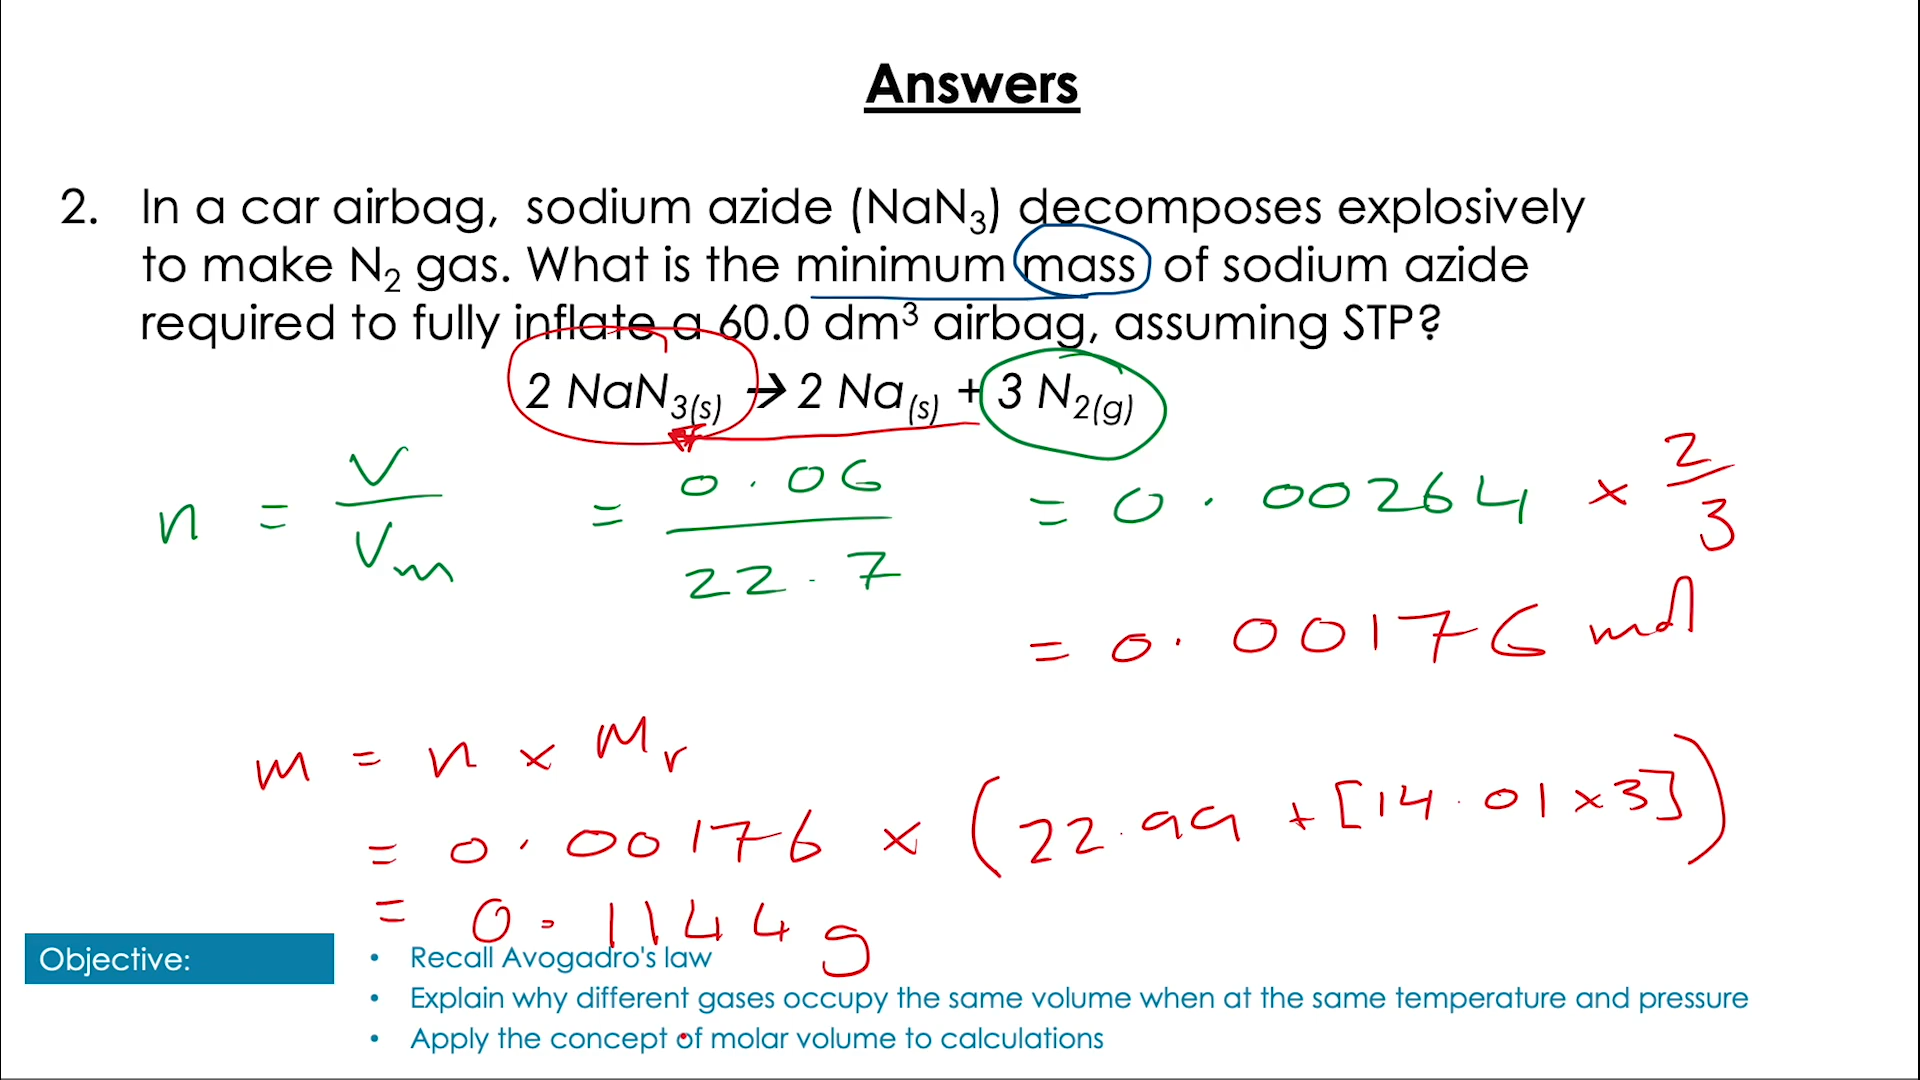 Answers
2. In a car airbag, sodium azide (NaN₃) decomposes explosively
to make N₂ gas. What is the minimum mass of sodium azide
required to fully inflate a 60.0 dm³ airbag, assuming STP?
2 NaN₃₍ₛ₎ → 2 Na₍ₛ₎ + 3 N₂(g)
n = V/Vm = 0.06/22.7 = 0.00264 × 2/3
= 0.00176 mol
m = n × Mr
= 0.00176 × (22.99 + [14.01×3])
= 0.1144 g
Objective:
• Recall Avogadro's law
• Explain why different gases occupy the same volume when at the same temperature and pressure
• Apply the concept of molar volume to calculations